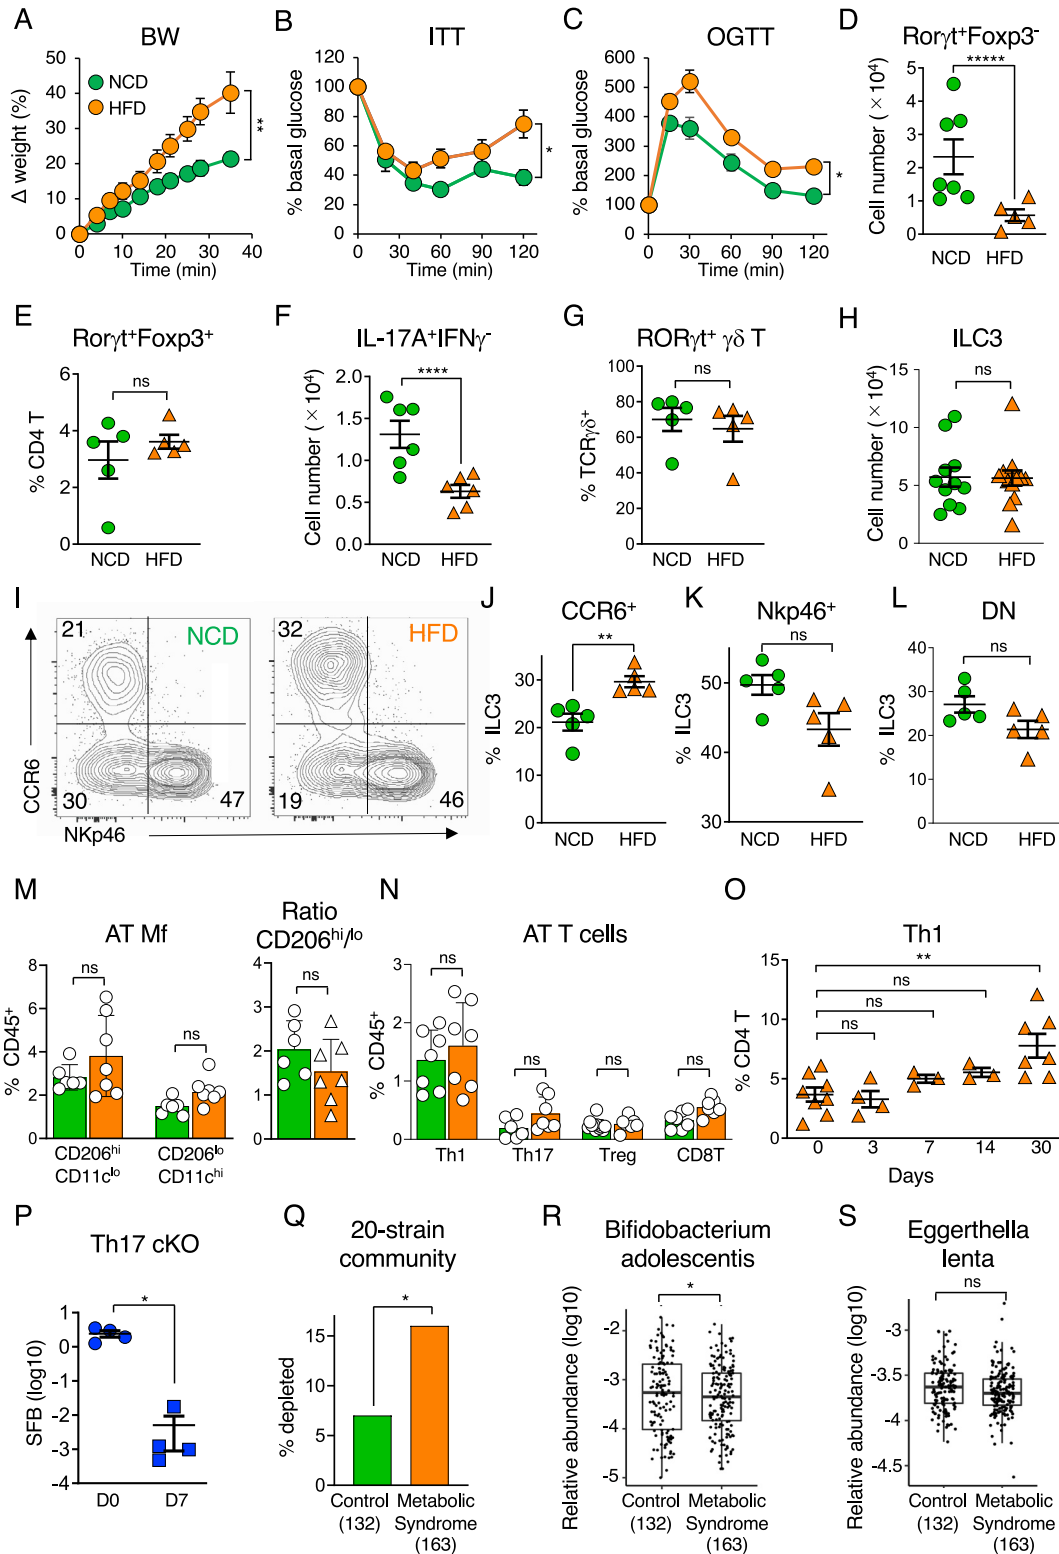 A
BW
Δ weight (%)
50
40
30
20
10
0
NCD
HFD
**
0 10 20 30 40
Time (min)
B
ITT
% basal glucose
120
100
80
60
40
20
0
*
0 30 60 90 120
Time (min)
C
OGTT
% basal glucose
600
500
400
300
200
100
0
*
0 30 60 90 120
Time (min)
D
Rorγt+Foxp3-
*****
Cell number (×10⁴)
5
4
3
2
1
0
NCD HFD
E
Rorγt+Foxp3+
ns
% CD4 T
6
4
2
0
NCD HFD
F
IL-17A+IFNγ-
****
Cell number (×10⁴)
2.0
1.5
1.0
0.5
0.0
NCD HFD
G
RORγt+ γδ T
ns
% TCRγδ+
100
80
60
40
20
0
NCD HFD
H
ILC3
ns
Cell number (×10⁴)
15
10
5
0
NCD HFD
I
CCR6
NKp46
21
NCD
30
47
32
HFD
19
46
J
CCR6+
**
% ILC3
30
20
10
0
NCD HFD
K
Nkp46+
ns
% ILC3
50
40
30
NCD HFD
L
DN
ns
% ILC3
40
30
20
10
0
NCD HFD
M
AT Mf
% CD45+
8
6
4
2
0
ns
ns
CD206hi
CD11clo
CD206lo
CD11chi
Ratio
CD206hi/lo
ns
4
3
2
1
0
N
AT T cells
% CD45+
3
2
1
0
ns
ns
ns
ns
Th1 Th17 Treg CD8T
O
Th1
**
ns
ns
ns
% CD4 T
15
10
5
0
0 3 7 14 30
Days
P
Th17 cKO
*
SFB (log10)
1
0
-1
-2
-3
-4
D0 D7
Q
20-strain
community
*
% depleted
15
10
5
0
Control
(132)
Metabolic
Syndrome
(163)
R
Bifidobacterium
adolescentis
*
Relative abundance (log10)
-2
-3
-4
-5
Control
(132)
Metabolic
Syndrome
(163)
S
Eggerthella
lenta
ns
Relative abundance (log10)
-3
-3.5
-4
-4.5
Control
(132)
Metabolic
Syndrome
(163)